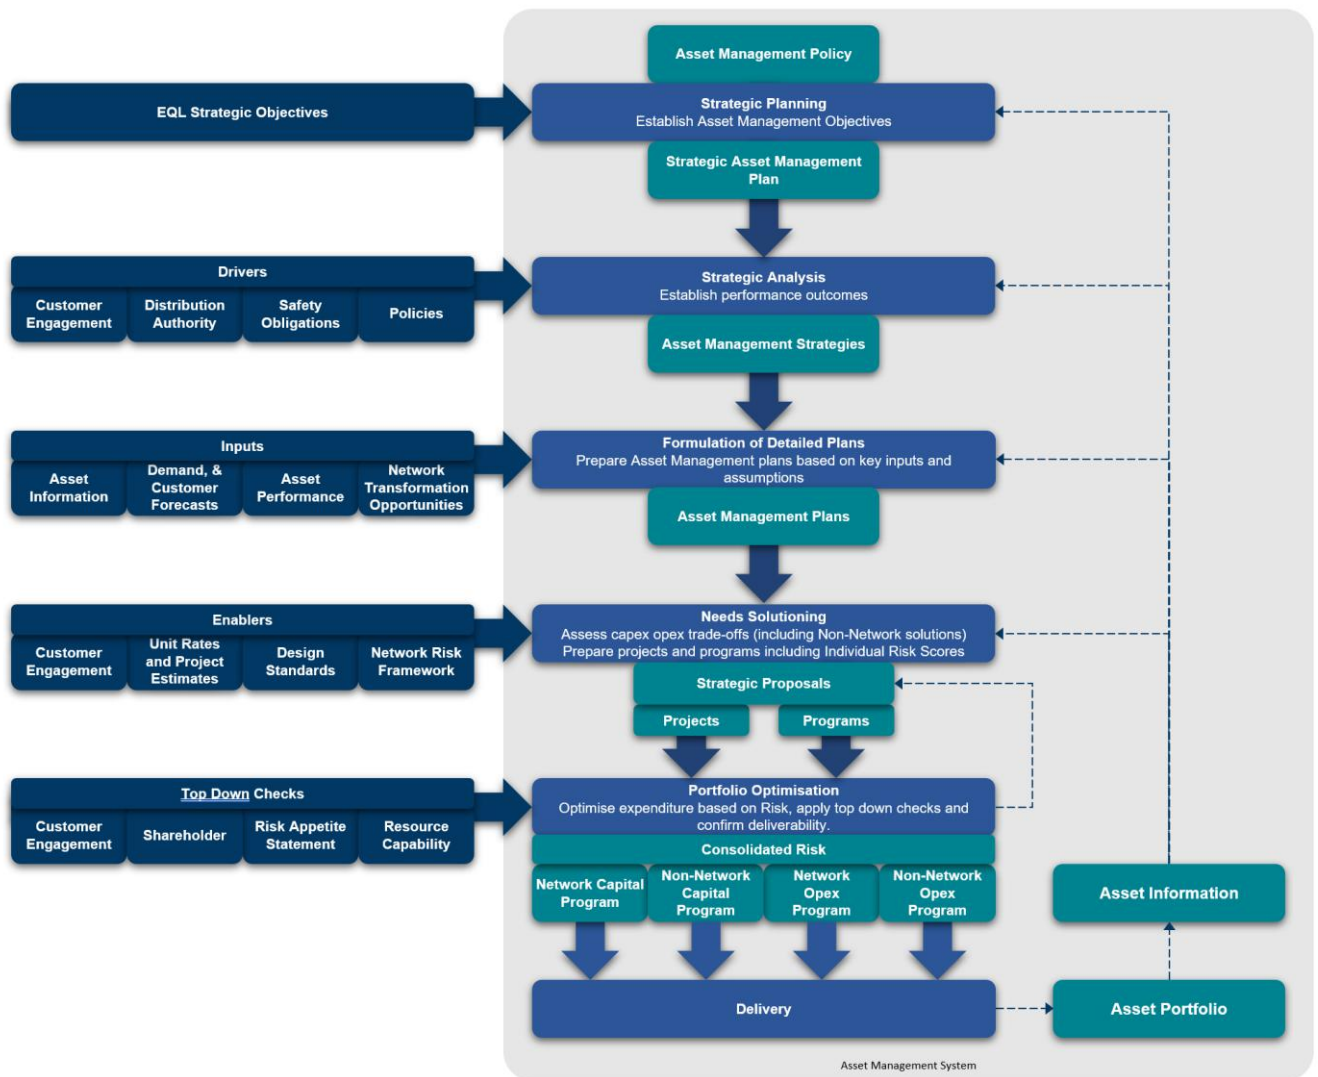 Asset Management Policy
EQL Strategic Objectives
Strategic Planning
Establish Asset Management Objectives
Strategic Asset Management
Plan
Drivers
Customer
Engagement
Distribution
Authority
Safety
Obligations
Policies
Strategic Analysis
Establish performance outcomes
Asset Management Strategies
Inputs
Asset
Information
Demand, &
Customer
Forecasts
Asset
Performance
Network
Transformation
Opportunities
Formulation of Detailed Plans
Prepare Asset Management plans based on key inputs and
assumptions
Asset Management Plans
Enablers
Customer
Engagement
Unit Rates
and Project
Estimates
Design
Standards
Network Risk
Framework
Needs Solutioning
Assess capex opex trade-offs (including Non-Network solutions)
Prepare projects and programs including Individual Risk Scores
Strategic Proposals
Projects
Programs
Top Down Checks
Customer
Engagement
Shareholder
Risk Appetite
Statement
Resource
Capability
Portfolio Optimisation
Optimise expenditure based on Risk, apply top down checks and
confirm deliverability.
Consolidated Risk
Network Capital
Program
Non-Network
Capital
Program
Network
Opex
Program
Non-Network
Opex
Program
Asset Information
Delivery
Asset Portfolio
Asset Management System